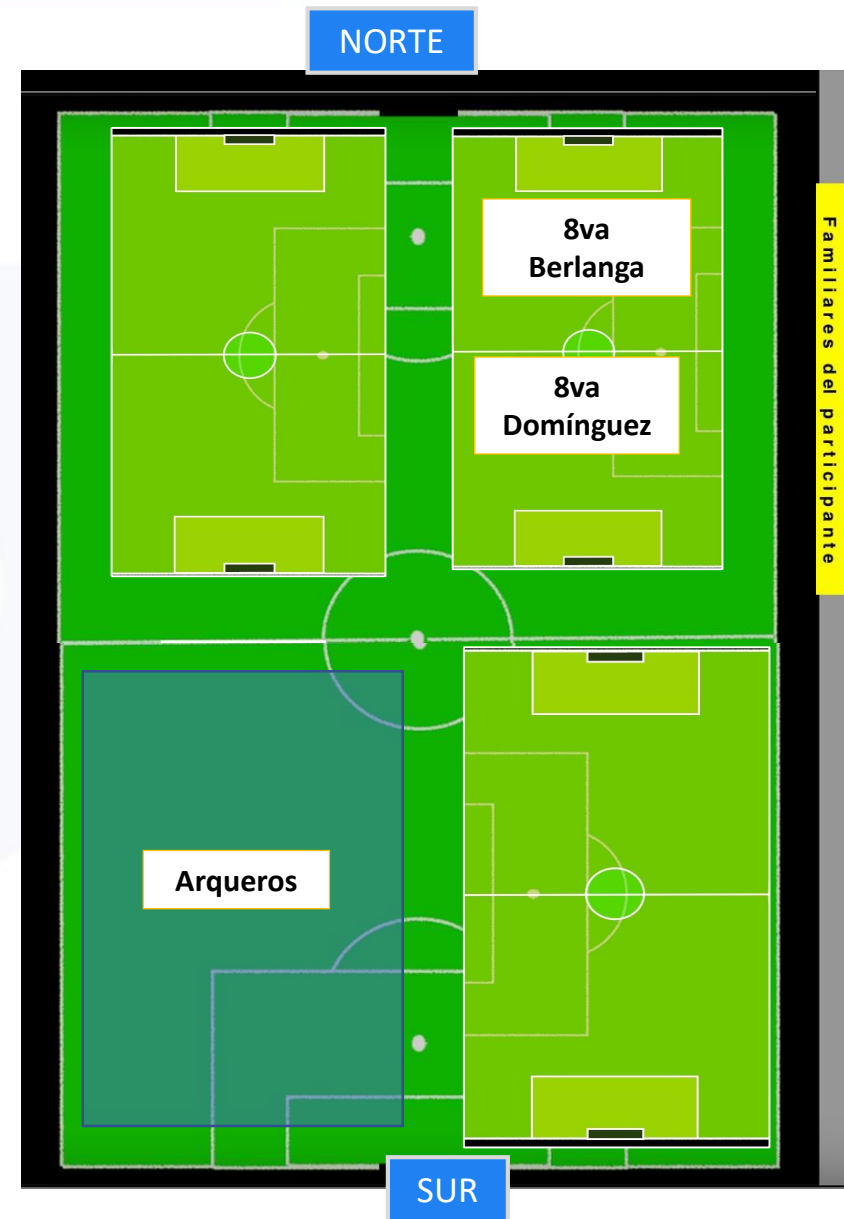 NORTE
8va
Berlanga
8va
Domínguez
Familiares del participante
Arqueros
SUR